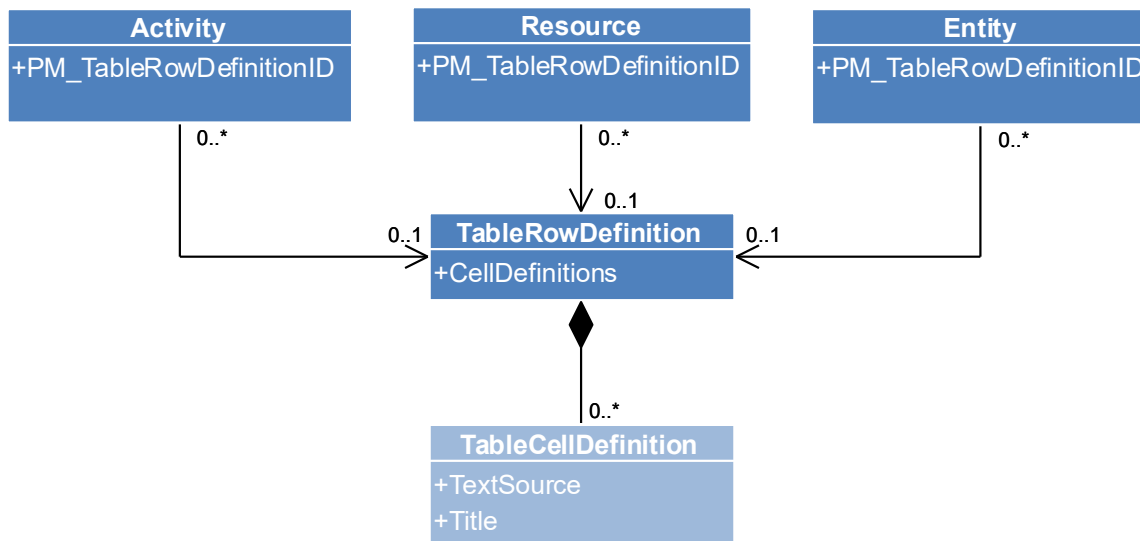 Activity
+PM_TableRowDefinitionID
Resource
+PM_TableRowDefinitionID
Entity
+PM_TableRowDefinitionID
0..*
0..*
0..*
0..1
0..1
0..1
TableRowDefinition
+CellDefinitions
0..*
TableCellDefinition
+TextSource
+Title